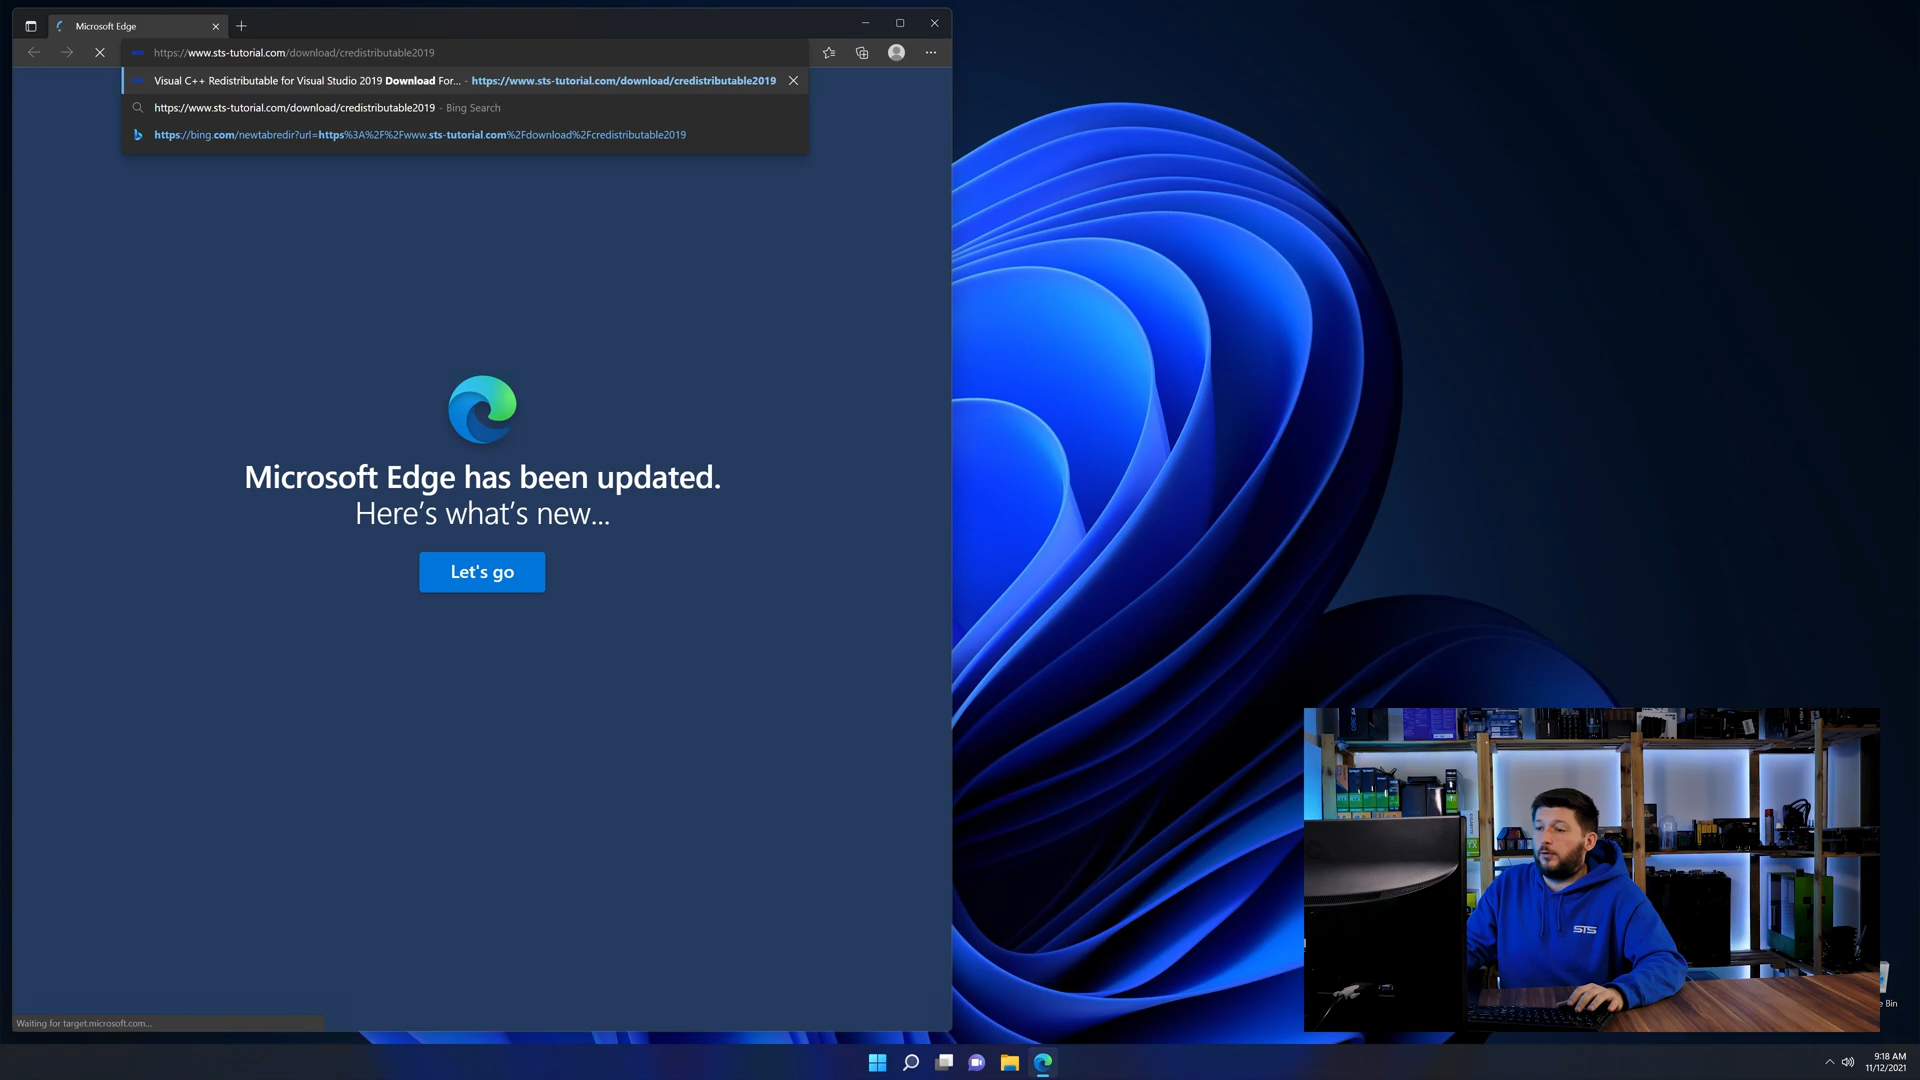 Microsoft Edge
https://www.sts-tutorial.com/download/credistributable2019
Visual C++ Redistributable for Visual Studio 2019 Download For... - https://www.sts-tutorial.com/download/credistributable2019
https://www.sts-tutorial.com/download/credistributable2019 - Bing Search
https://bing.com/newtabredir?url=https%3A%2F%2Fwww.sts-tutorial.com%2Fdownload%2Fcredistributable2019
Microsoft Edge has been updated.
Here's what's new...
Let's go
STS
Bin
Waiting for target.microsoft.com...
9:18 AM
11/12/2021